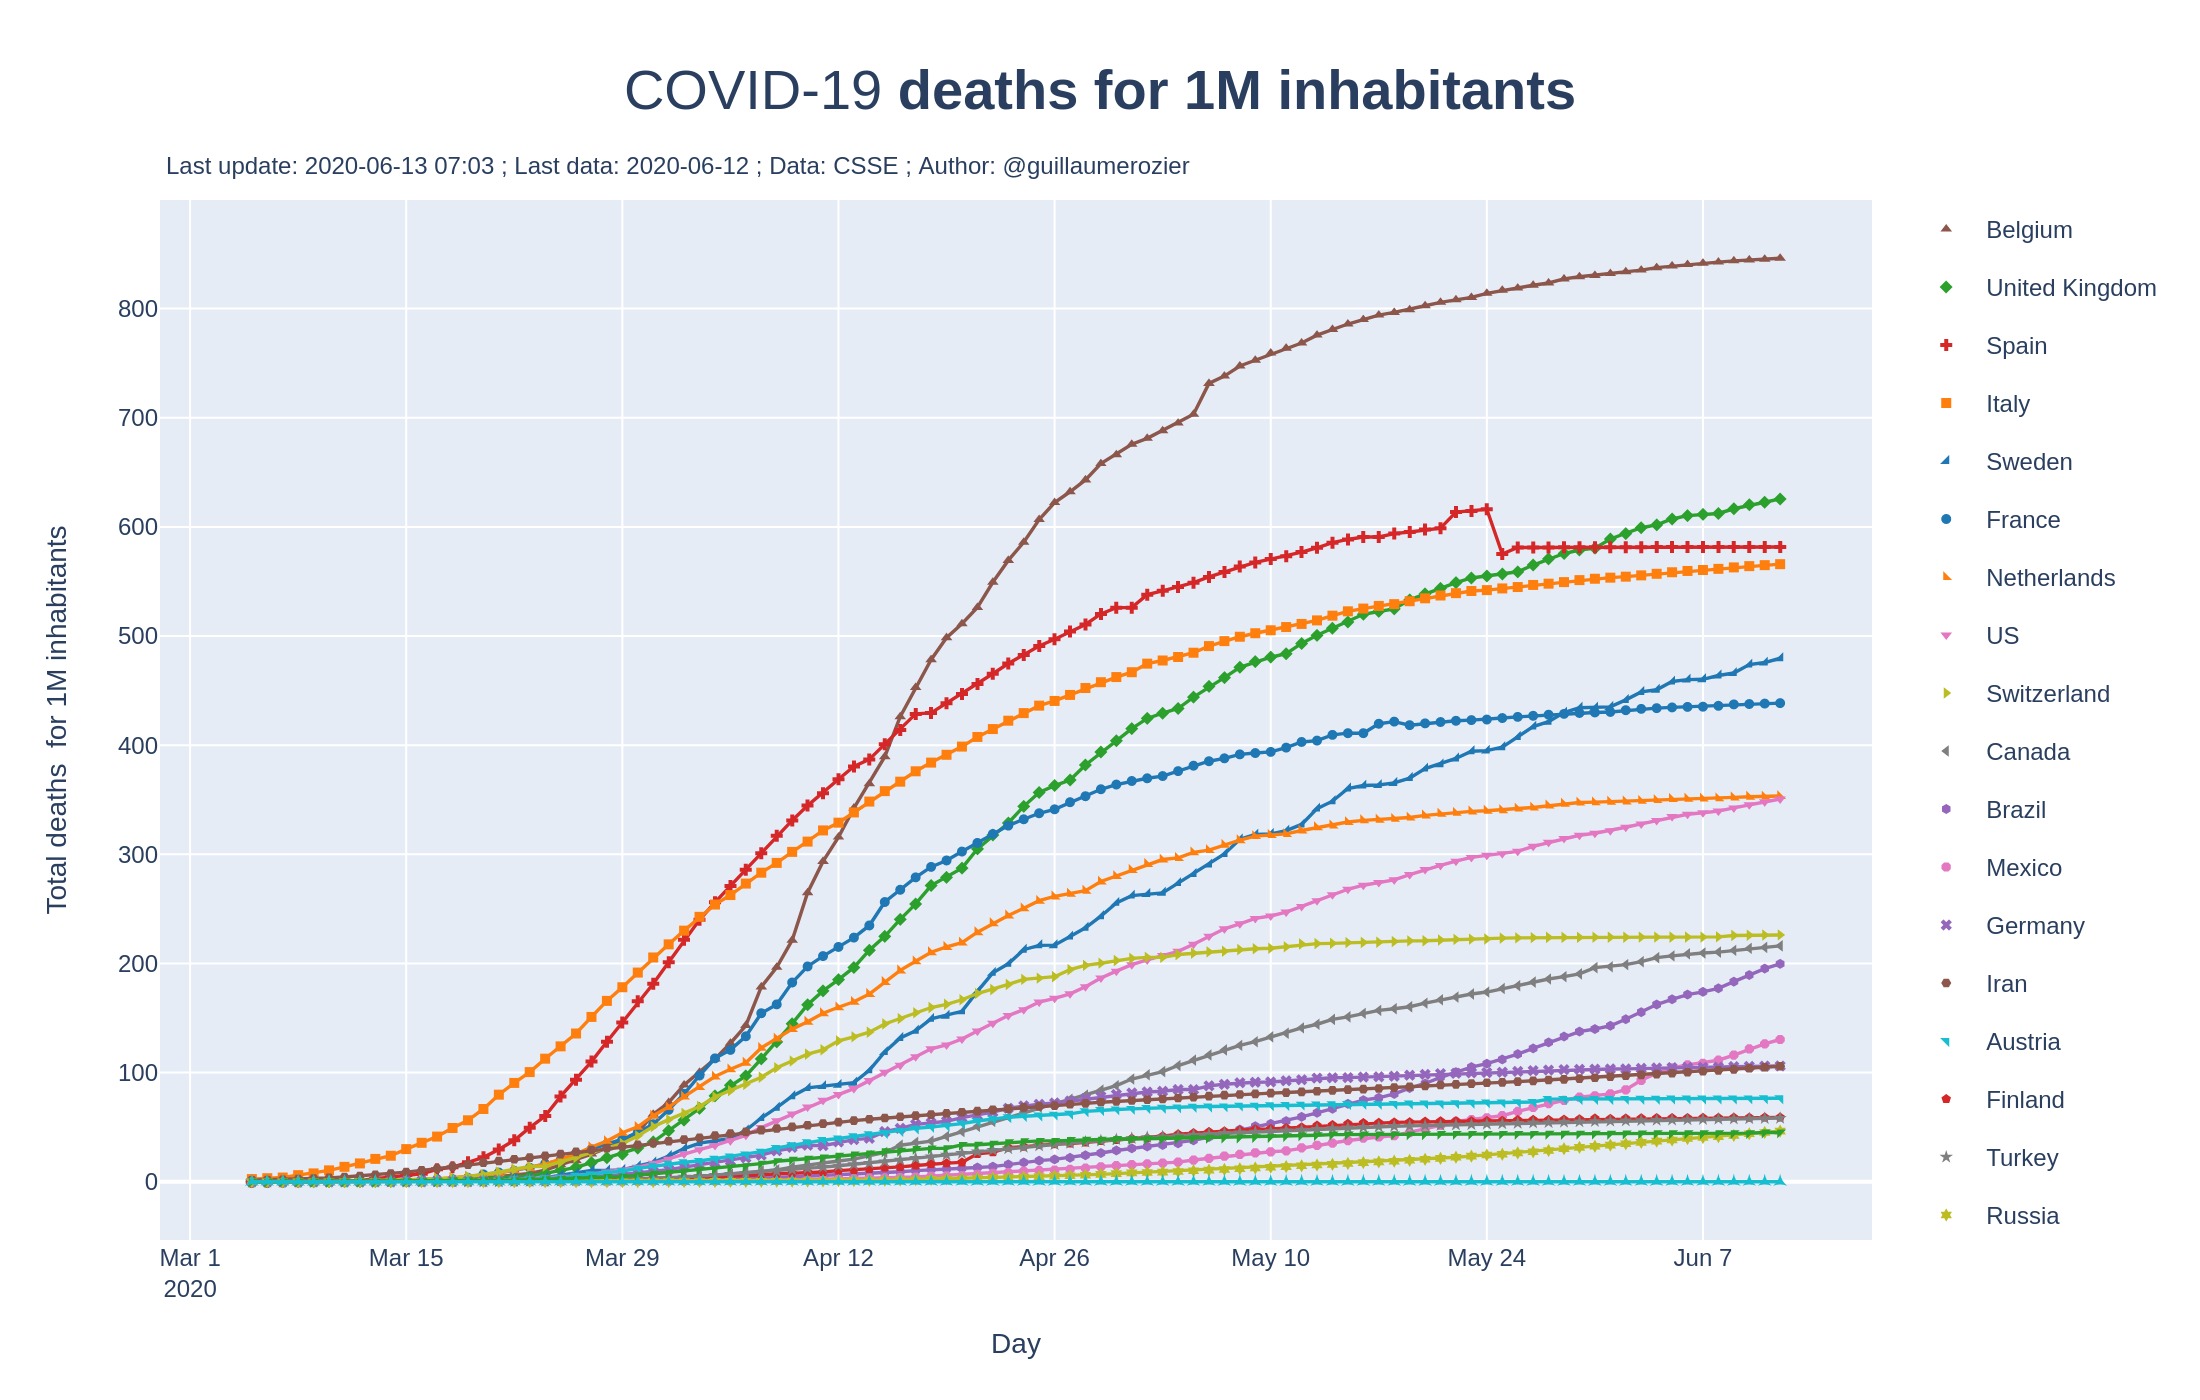 COVID-19 deaths for 1M inhabitants
Last update: 2020-06-13 07:03 ; Last data: 2020-06-12 ; Data: CSSE ; Author: @guillaumerozier
Total deaths  for 1M inhabitants
800
700
600
500
400
300
200
100
0
Mar 1
2020
Mar 15
Mar 29
Apr 12
Apr 26
May 10
May 24
Jun 7
Day
Belgium
United Kingdom
Spain
Italy
Sweden
France
Netherlands
US
Switzerland
Canada
Brazil
Mexico
Germany
Iran
Austria
Finland
Turkey
Russia